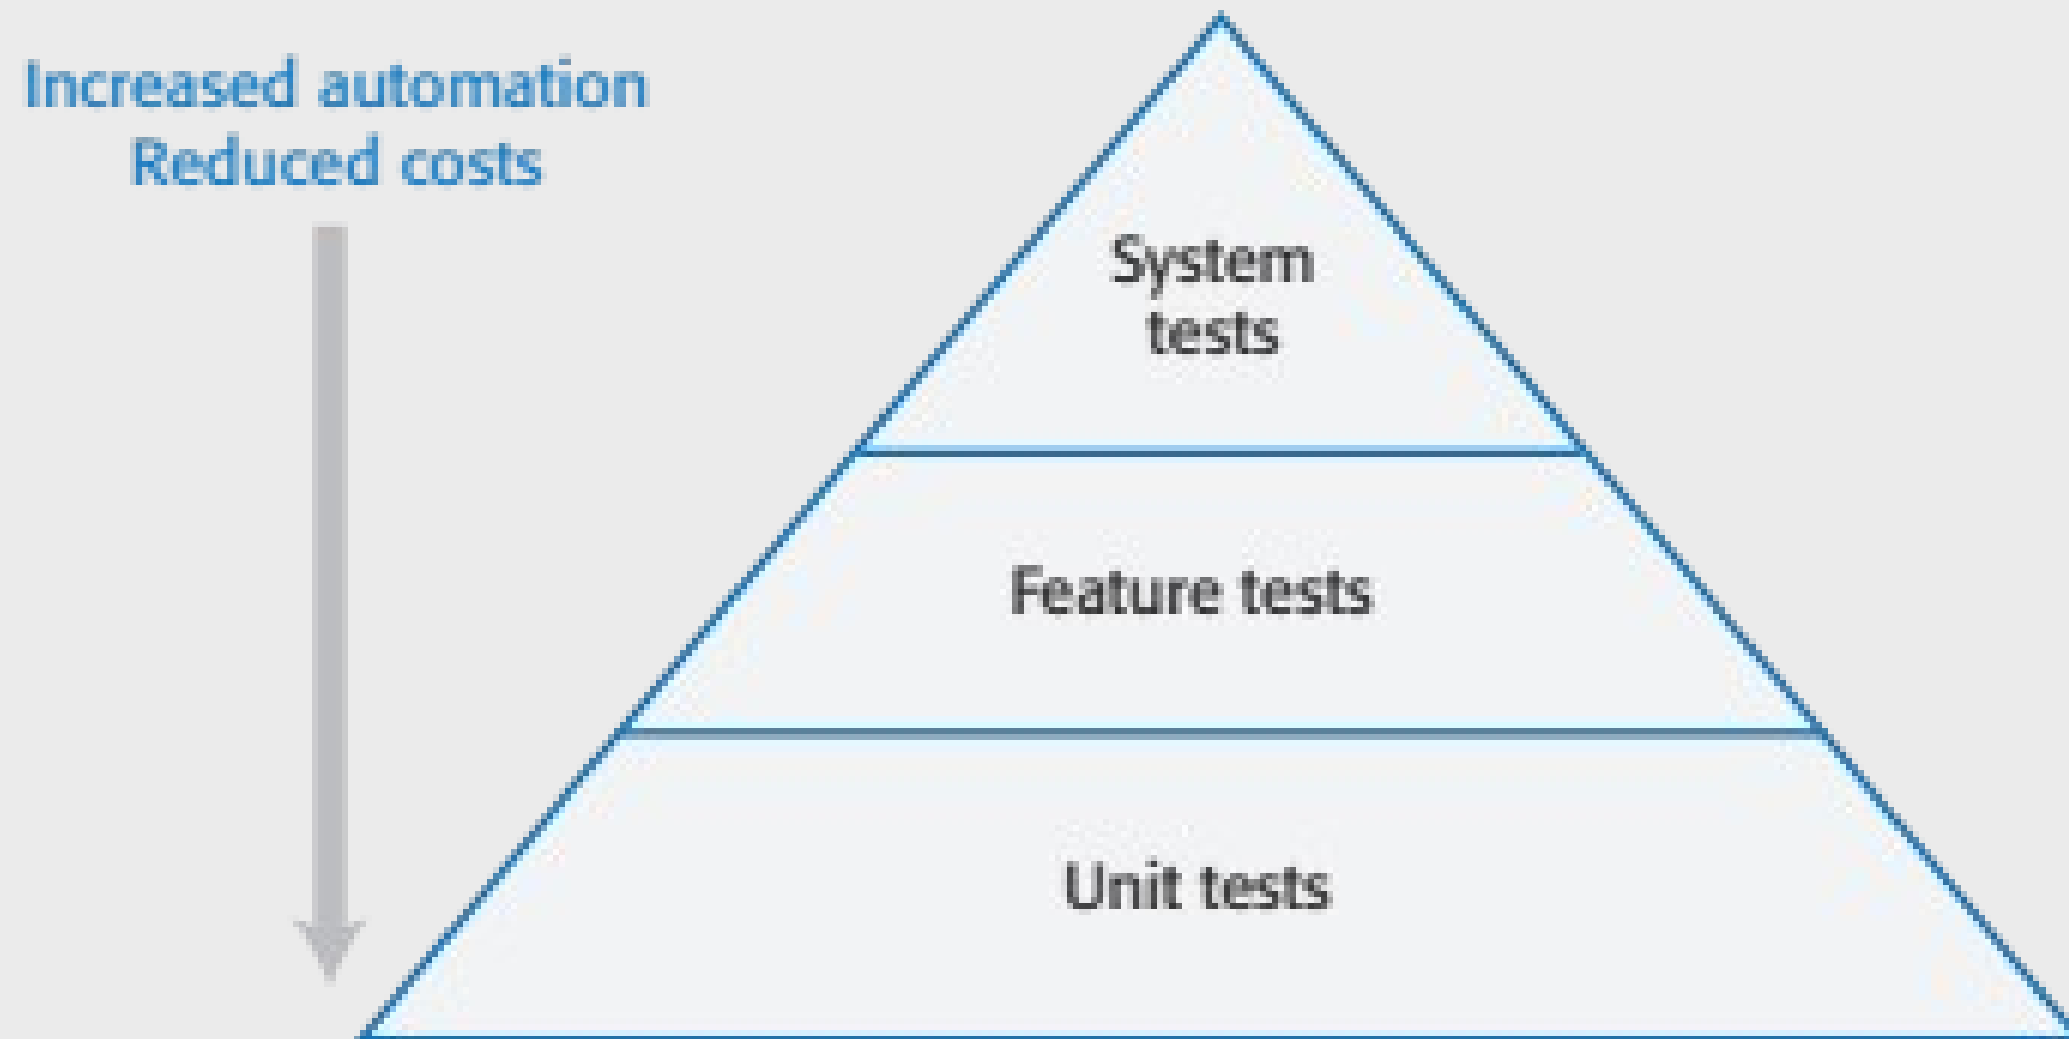 Increased automation
Reduced costs
System
tests
Feature tests
Unit tests